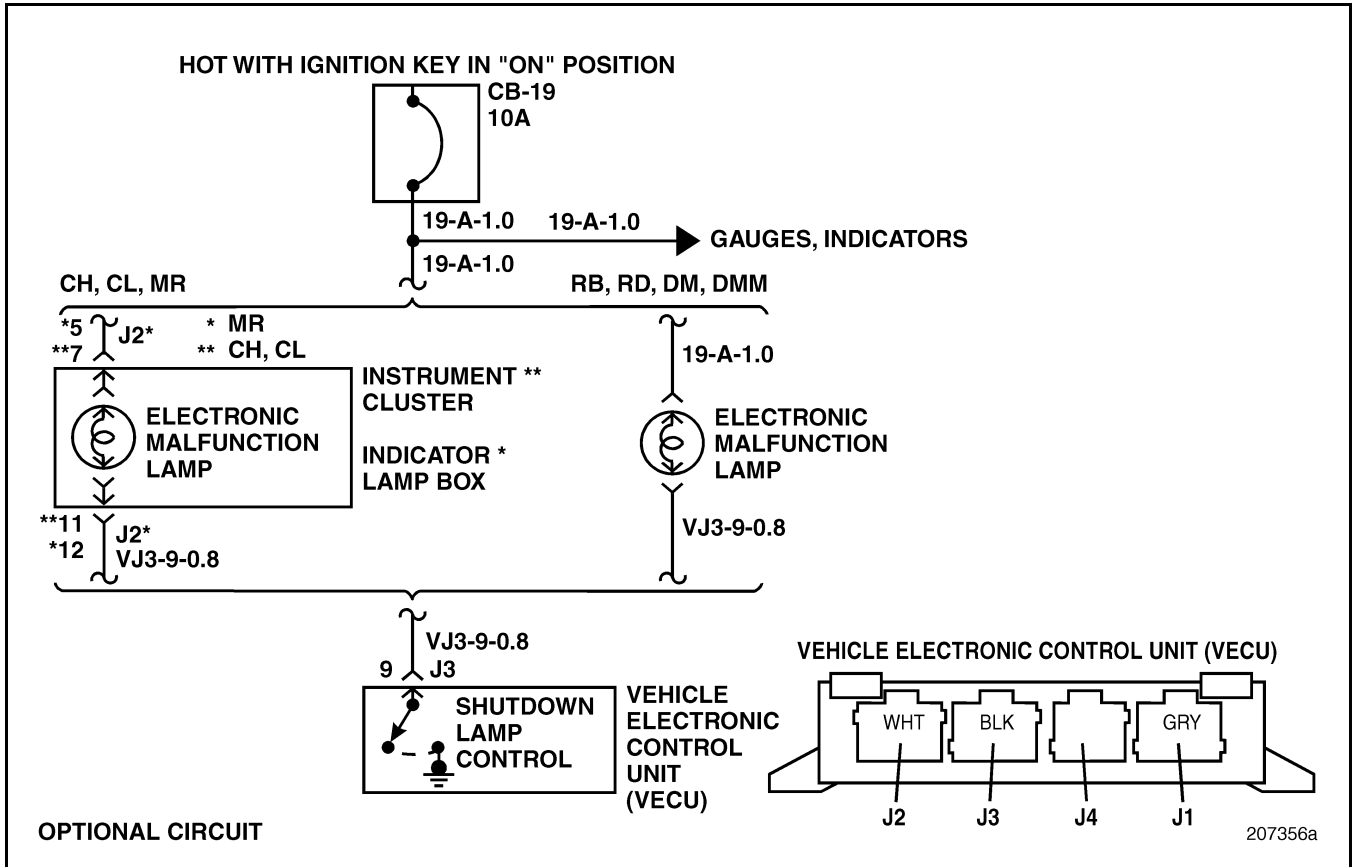 HOT WITH IGNITION KEY IN "ON" POSITION
CB-19
10A
19-A-1.0
19-A-1.0
GAUGES, INDICATORS
19-A-1.0
CH, CL, MR
RB, RD, DM, DMM
*5
J2*
* MR
**7
** CH, CL
19-A-1.0
INSTRUMENT **
CLUSTER
ELECTRONIC
MALFUNCTION
LAMP
INDICATOR *
LAMP BOX
ELECTRONIC
MALFUNCTION
LAMP
**11
J2*
*12
VJ3-9-0.8
VJ3-9-0.8
VJ3-9-0.8
9
J3
SHUTDOWN
LAMP
CONTROL
VEHICLE
ELECTRONIC
CONTROL
UNIT
(VECU)
VEHICLE ELECTRONIC CONTROL UNIT (VECU)
WHT
BLK
GRY
J2
J3
J4
J1
OPTIONAL CIRCUIT
207356a